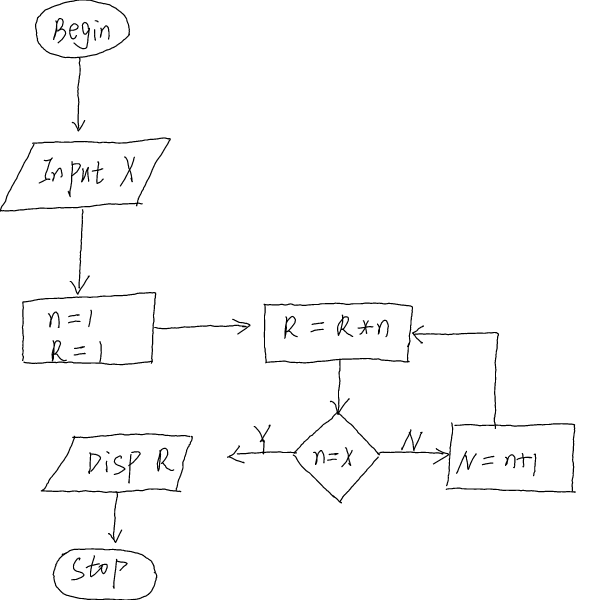 Begin
Input X
n=1
R=1
R=R*n
n=X
Y
N
N=n+1
Disp R
Stop